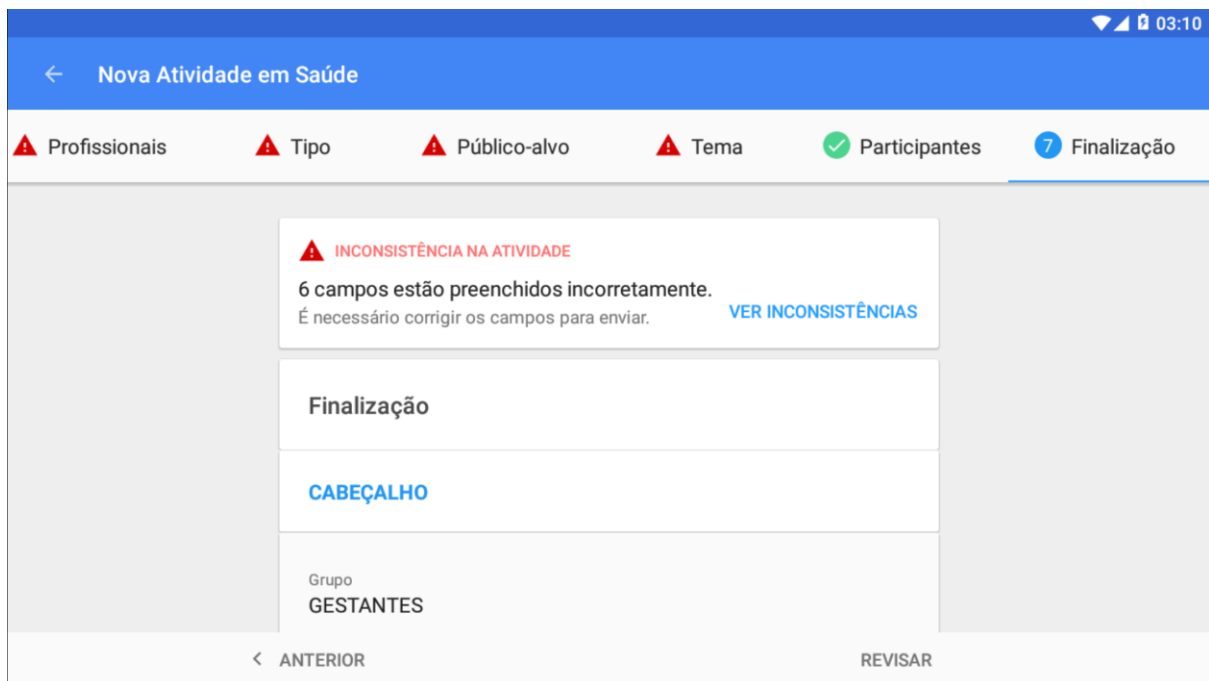 03:10
Nova Atividade em Saúde
Profissionais Tipo Público-alvo Tema Participantes 7 Finalização
INCONSISTÊNCIA NA ATIVIDADE
6 campos estão preenchidos incorretamente.
É necessário corrigir os campos para enviar. VER INCONSISTÊNCIAS
Finalização
CABEÇALHO
Grupo
GESTANTES
ANTERIOR REVISAR